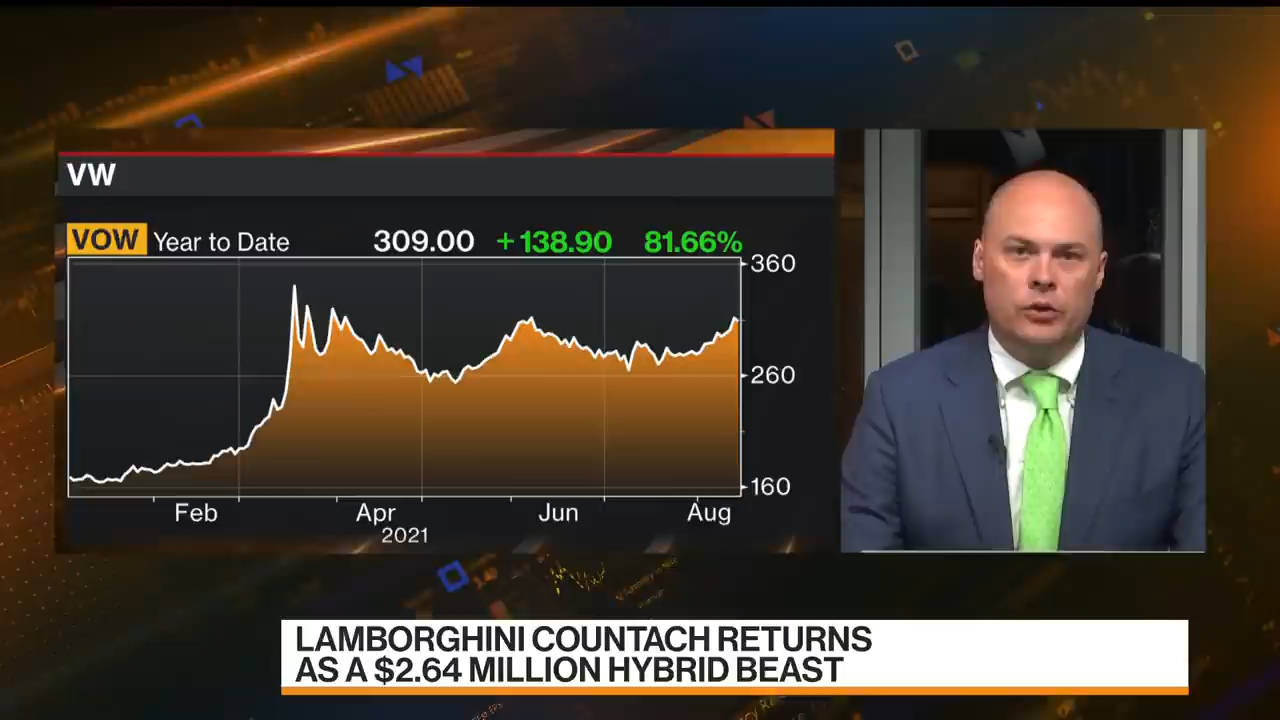 VW
VOW Year to Date 309.00 +138.90 81.66%
360
260
160
Feb Apr Jun Aug
2021
LAMBORGHINI COUNTACH RETURNS
AS A $2.64 MILLION HYBRID BEAST